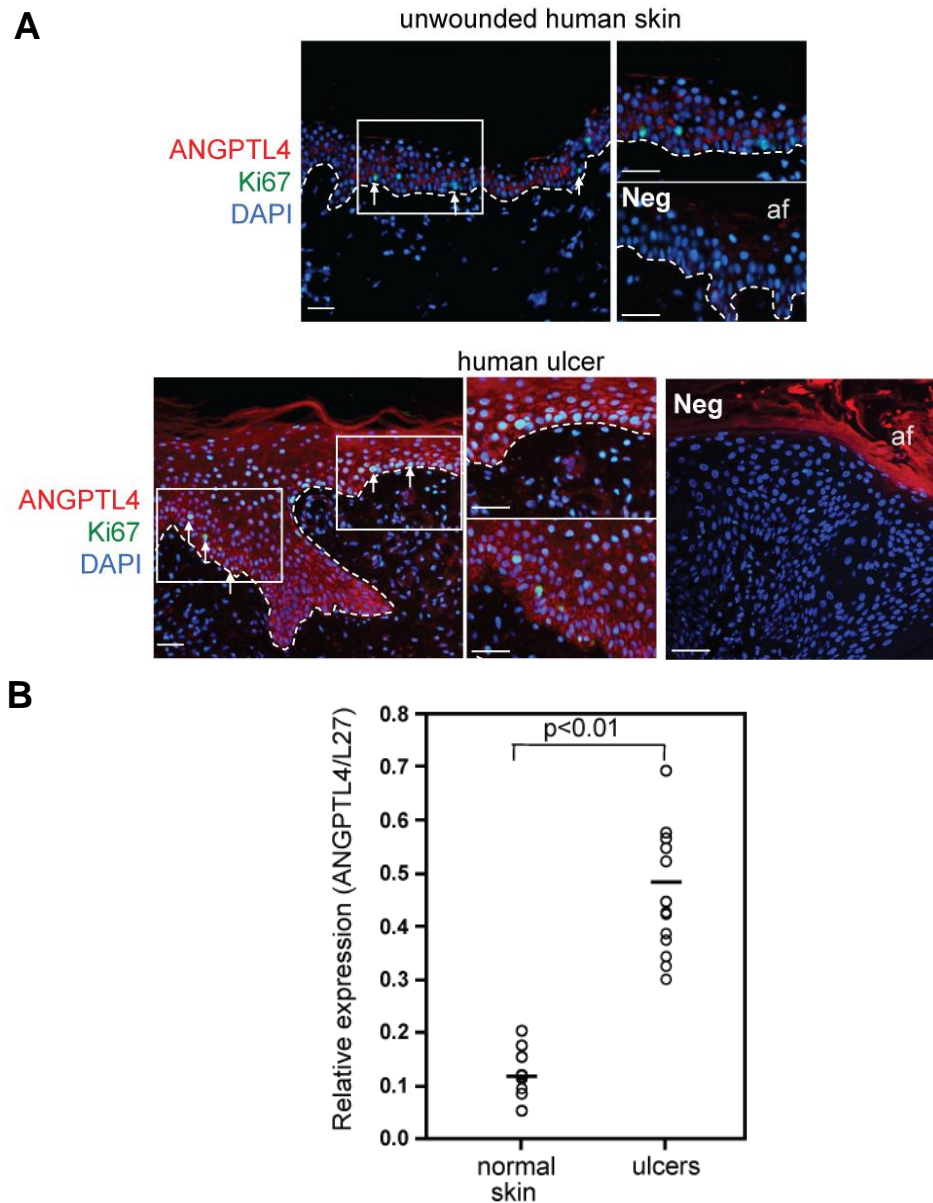 A
unwounded human skin
ANGPTL4
Ki67
DAPI
Neg
af
human ulcer
ANGPTL4
Ki67
DAPI
Neg
af
B
Relative expression (ANGPTL4/L27)
0.8
0.7
0.6
0.5
0.4
0.3
0.2
0.1
0.0
p<0.01
normal
skin
ulcers